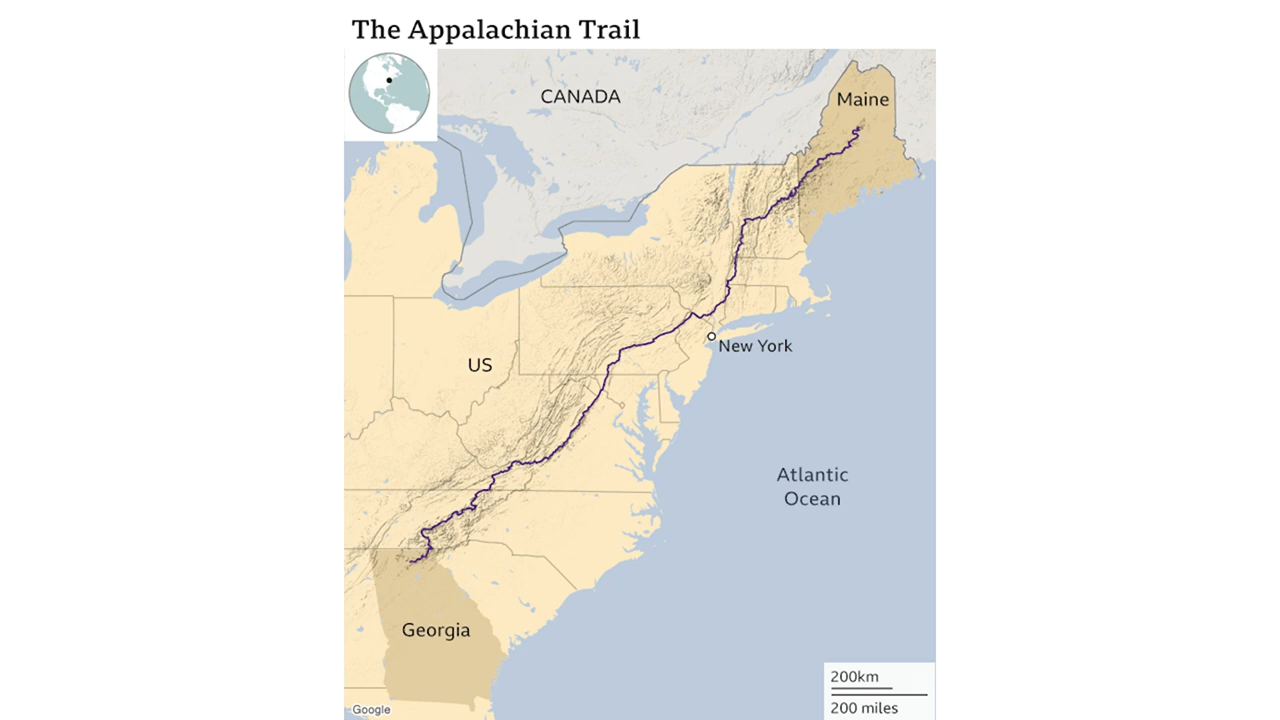 The Appalachian Trail
CANADA
Maine
US
New York
Atlantic
Ocean
Georgia
200km
200 miles
Google